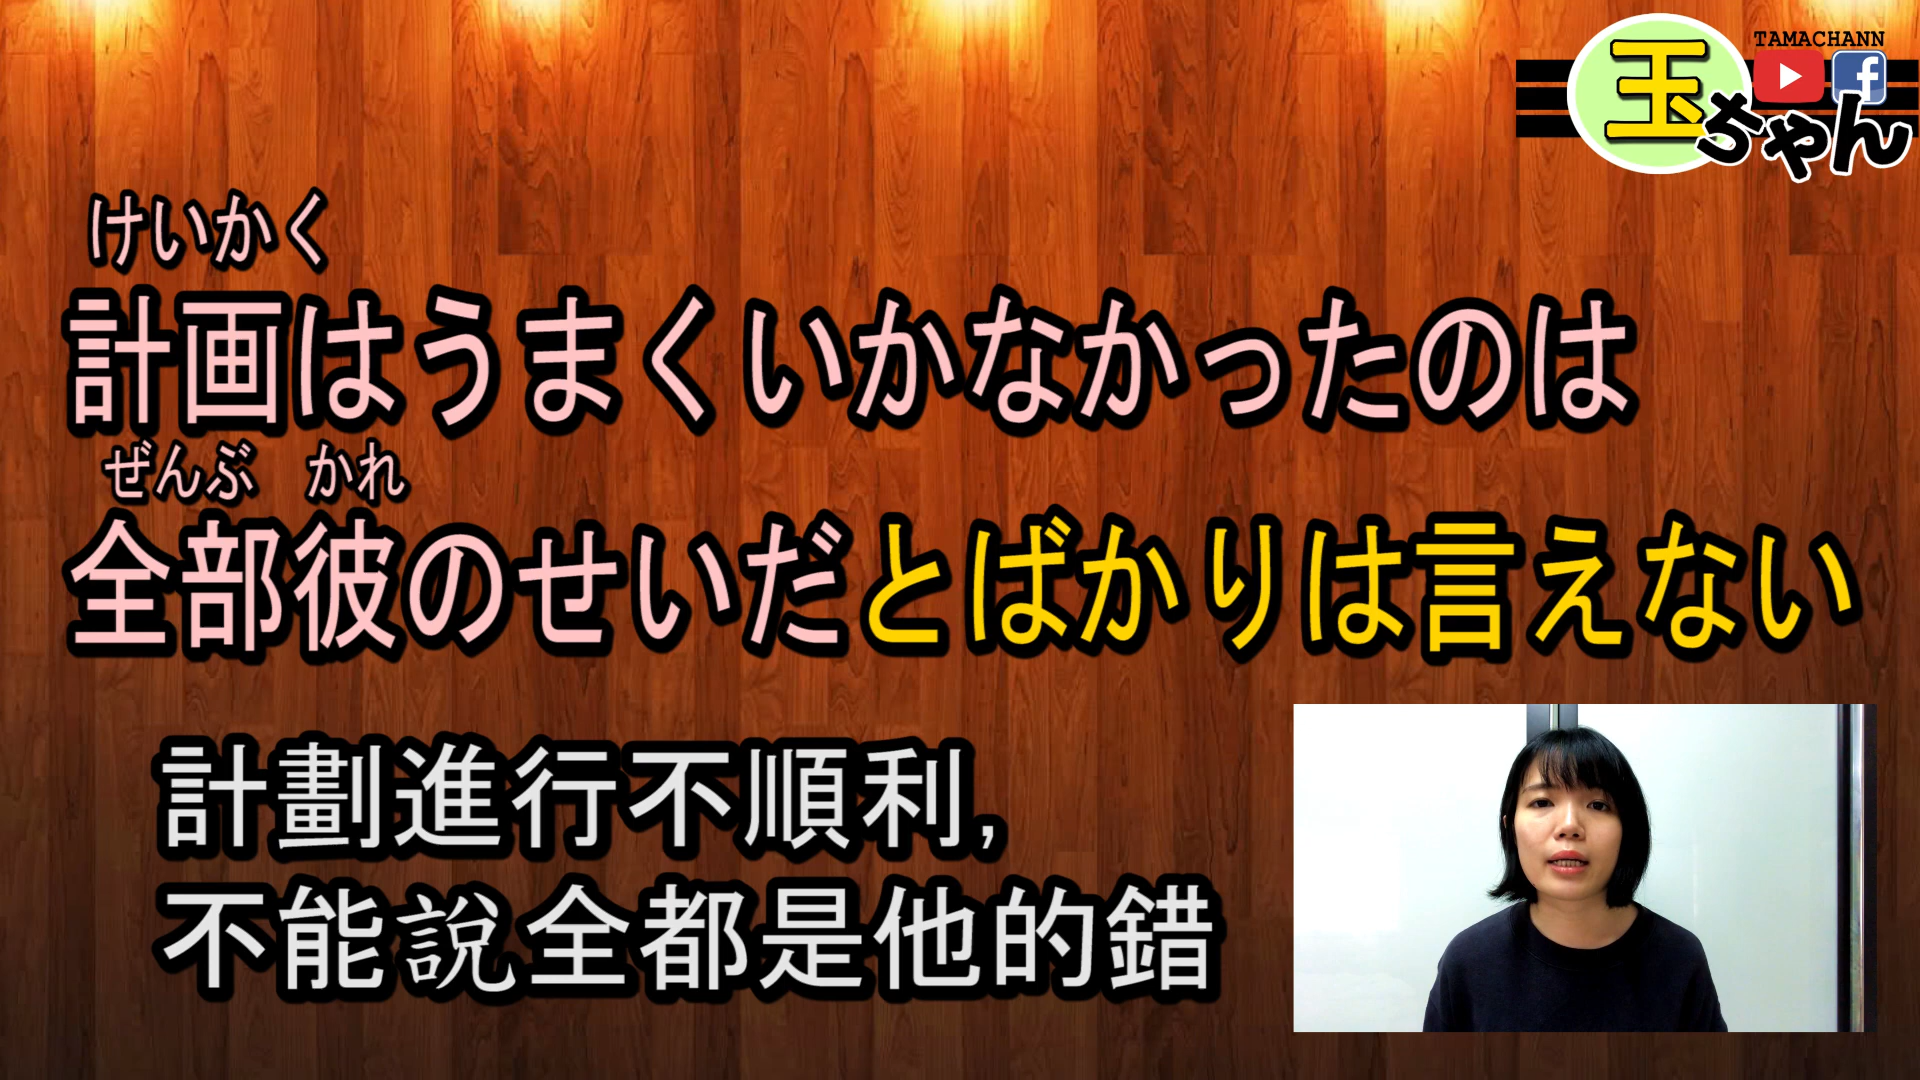 TAMACHANN
玉ちゃん
けいかく
計画はうまくいかなかったのは
ぜんぶ かれ
全部彼のせいだとばかりは言えない
計劃進行不順利,
不能說全都是他的錯